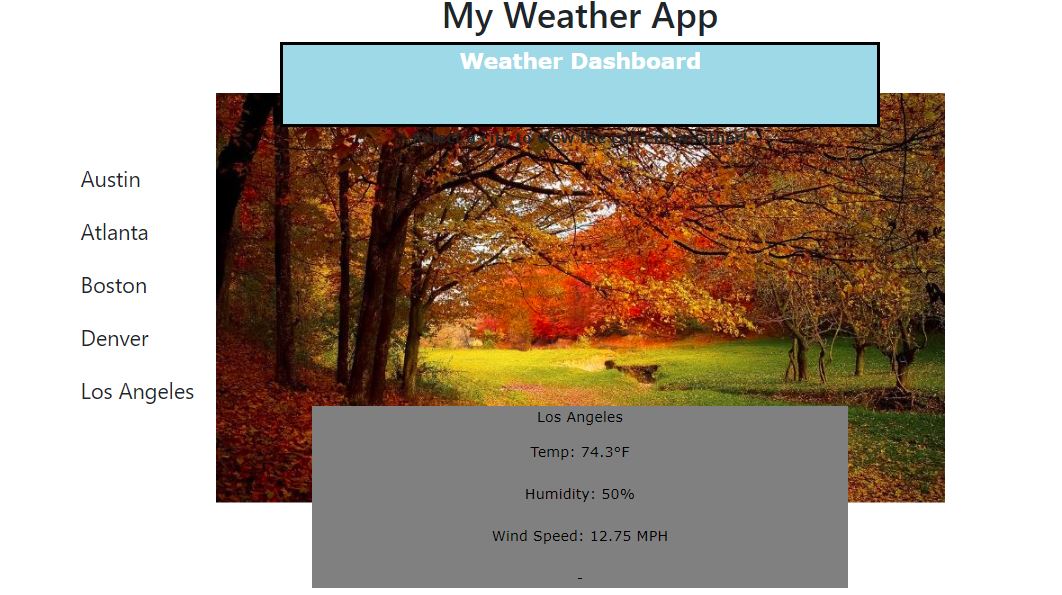 My Weather App
Weather Dashboard
Austin
Atlanta
Boston
Denver
Los Angeles
Los Angeles
Temp: 74.3°F
Humidity: 50%
Wind Speed: 12.75 MPH
-